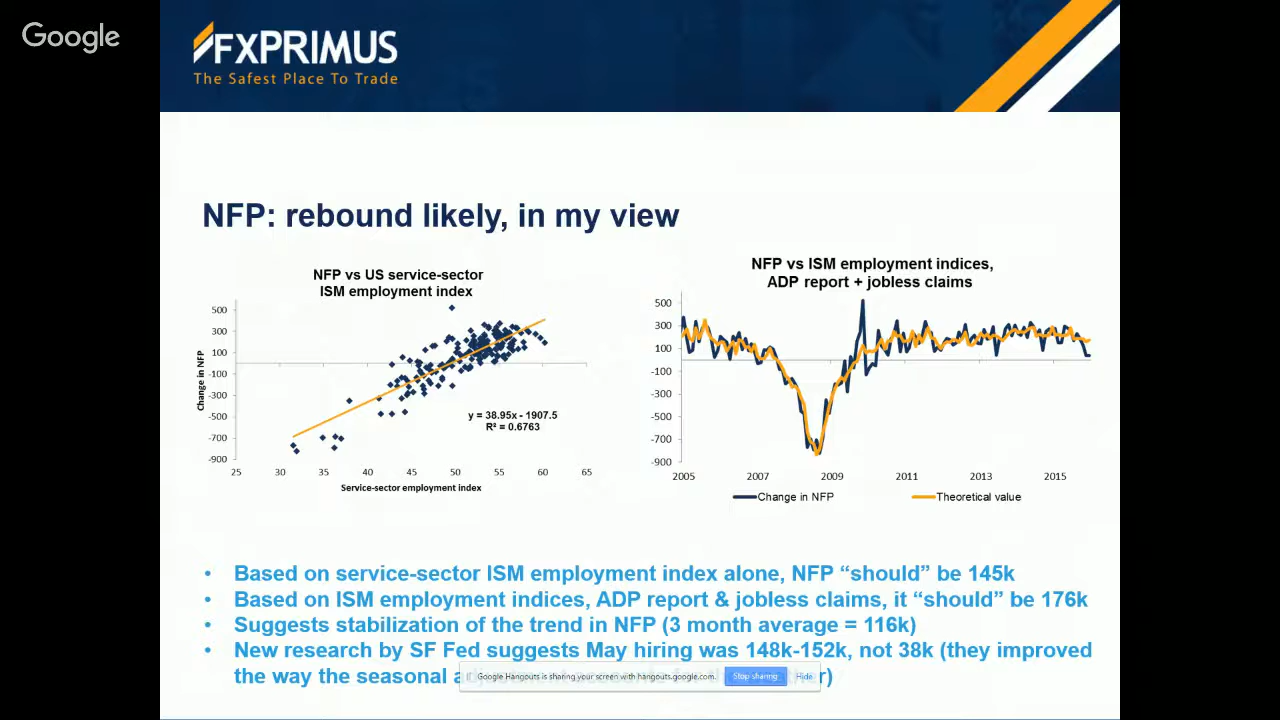 Google
FXPRIMUS
The Safest Place To Trade
NFP: rebound likely, in my view
NFP vs US service-sector
ISM employment index
500
300
100
-100
-300
-500
-700
-900
Change in NFP
y = 38.95x - 1907.5
R² = 0.6763
25 30 35 40 45 50 55 60 65
Service-sector employment index
NFP vs ISM employment indices,
ADP report + jobless claims
500
300
100
-100
-300
-500
-700
-900
2005 2007 2009 2011 2013 2015
Change in NFP Theoretical value
• Based on service-sector ISM employment index alone, NFP “should” be 145k
• Based on ISM employment indices, ADP report & jobless claims, it “should” be 176k
• Suggests stabilization of the trend in NFP (3 month average = 116k)
• New research by SF Fed suggests May hiring was 148k-152k, not 38k (they improved
the way the seasonal r)
Google Hangouts is sharing your screen with hangouts.google.com. Stop sharing Hide